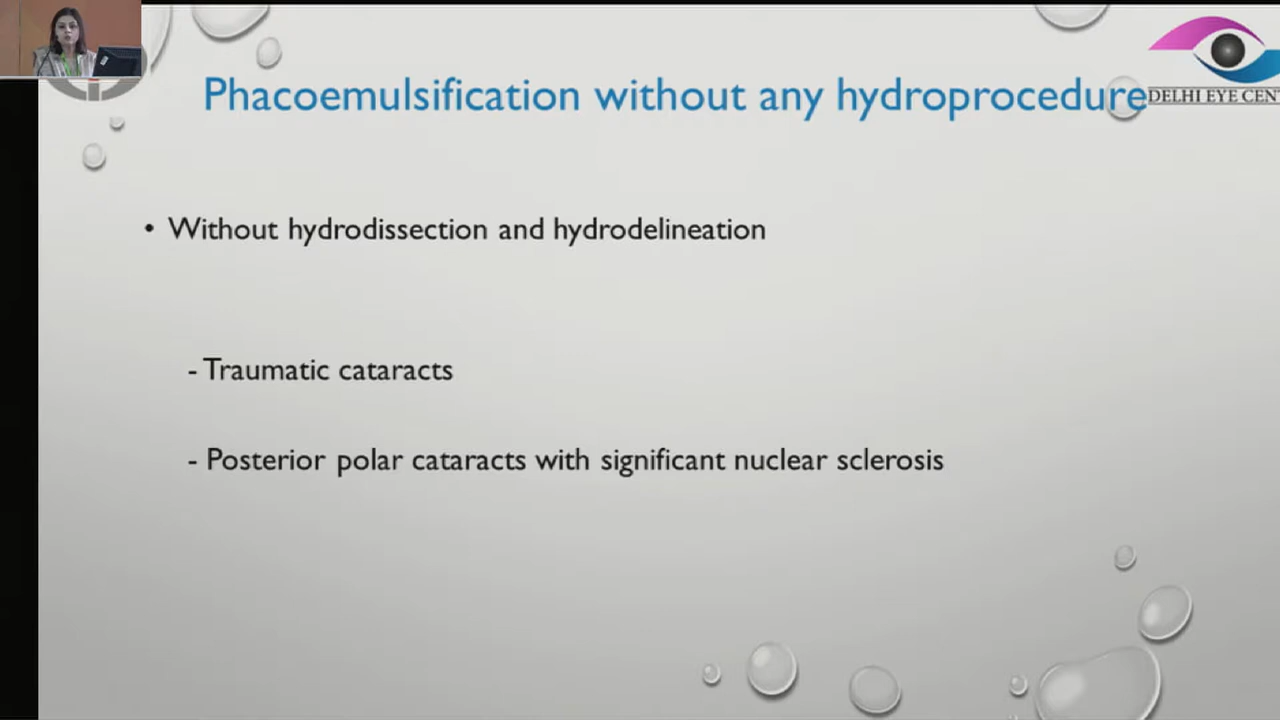 Phacoemulsification without any hydroprocedure
DELHI EYE CEN
• Without hydrodissection and hydrodelineation
- Traumatic cataracts
- Posterior polar cataracts with significant nuclear sclerosis